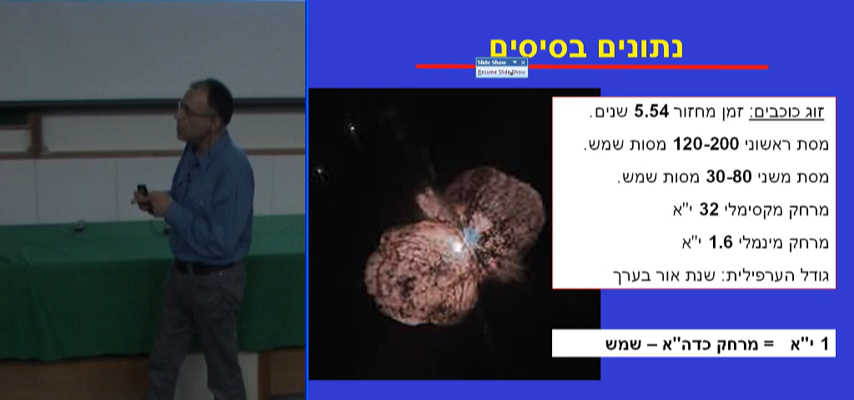 נתונים בסיסים
Slide Show
Resume Slide Show
זוג כוכבים: זמן מחזור 5.54 שנים.
מסת ראשוני 120-200 מסות שמש.
מסת משני 30-80 מסות שמש.
מרחק מקסימלי 32 י"א
מרחק מינמלי 1.6 י"א
גודל הערפילית: שנת אור בערך
1 י"א = מרחק כדה"א – שמש